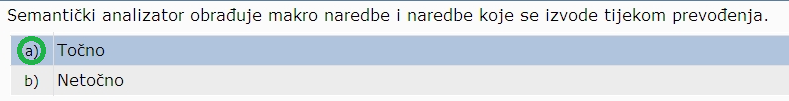 Semantički analizator obrađuje makro naredbe i naredbe koje se izvode tijekom prevođenja.
a) Točno
b) Netočno